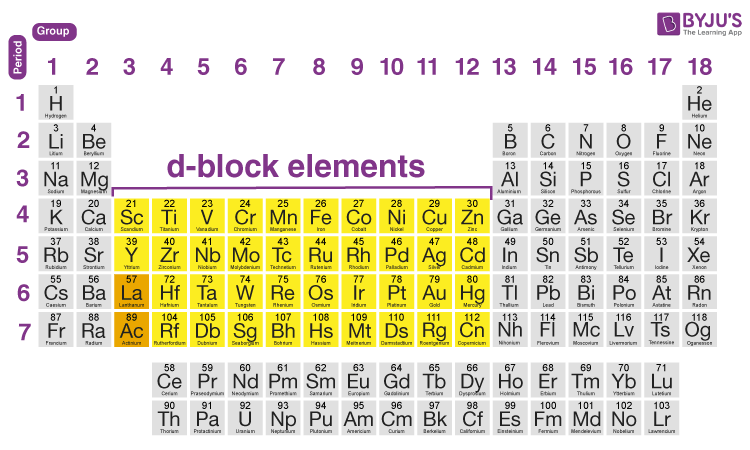 BYJU'S
The Learning App
Group
Period
1 2 3 4 5 6 7 8 9 10 11 12 13 14 15 16 17 18
d-block elements
1
1 2
H He
Hydrogen Helium
2
3 4 5 6 7 8 9 10
Li Be B C N O F Ne
Litium Beryllium Boron Carbon Nitrogen Oxygen Fluorine Neon
3
11 12 13 14 15 16 17 18
Na Mg Al Si P S Cl Ar
Sodium Magnesium Aluminium Silicon Phosphorous Sulfur Chlorine Argon
4
19 20 21 22 23 24 25 26 27 28 29 30 31 32 33 34 35 36
K Ca Sc Ti V Cr Mn Fe Co Ni Cu Zn Ga Ge As Se Br Kr
Potassium Calcium Scandium Titanium Vanadium Chromium Manganese Iron Cobalt Nickel Copper Zinc Gallium Germanium Arsenic Selenium Bromine Krypton
5
37 38 39 40 41 42 43 44 45 46 47 48 49 50 51 52 53 54
Rb Sr Y Zr Nb Mo Tc Ru Rh Pd Ag Cd In Sn Sb Te I Xe
Rubidium Strontium Yttrium Zirconium Niobium Molybdenum Technetium Ruthenium Rhodium Palladium Silver Cadmium Indium Tin Antimony Tellurium Iodine Xenon
6
55 56 57 72 73 74 75 76 77 78 79 80 81 82 83 84 85 86
Cs Ba La Hf Ta W Re Os Ir Pt Au Hg Tl Pb Bi Po At Rn
Caesium Barium Lanthanum Hafnium Tantalum Tungsten Rhenium Osmium Iridium Platinum Gold Mercury Thallium Lead Bismuth Polonium Astatine Radon
7
87 88 89 104 105 106 107 108 109 110 111 112 113 114 115 116 117 118
Fr Ra Ac Rf Db Sg Bh Hs Mt Ds Rg Cn Nh Fl Mc Lv Ts Og
Francium Radium Actinium Rutherfordium Dubnium Seaborgium Bohrium Hassium Meitnerium Darmstadtium Roentgenium Copernicium Nihonium Flerovium Moscovium Livermorium Tennessine Oganesson
58 59 60 61 62 63 64 65 66 67 68 69 70 71
Ce Pr Nd Pm Sm Eu Gd Tb Dy Ho Er Tm Yb Lu
Cerium Praseodymium Neodymium Promethium Samarium Europium Gadolinium Terbium Dysprosium Holmium Erbium Thulium Ytterbium Lutetium
90 91 92 93 94 95 96 97 98 99 100 101 102 103
Th Pa U Np Pu Am Cm Bk Cf Es Fm Md No Lr
Thorium Protactinium Uranium Neptunium Plutonium Americium Curium Berkelium Californium Einsteinium Fermium Mendelevium Nobelium Lawrencium